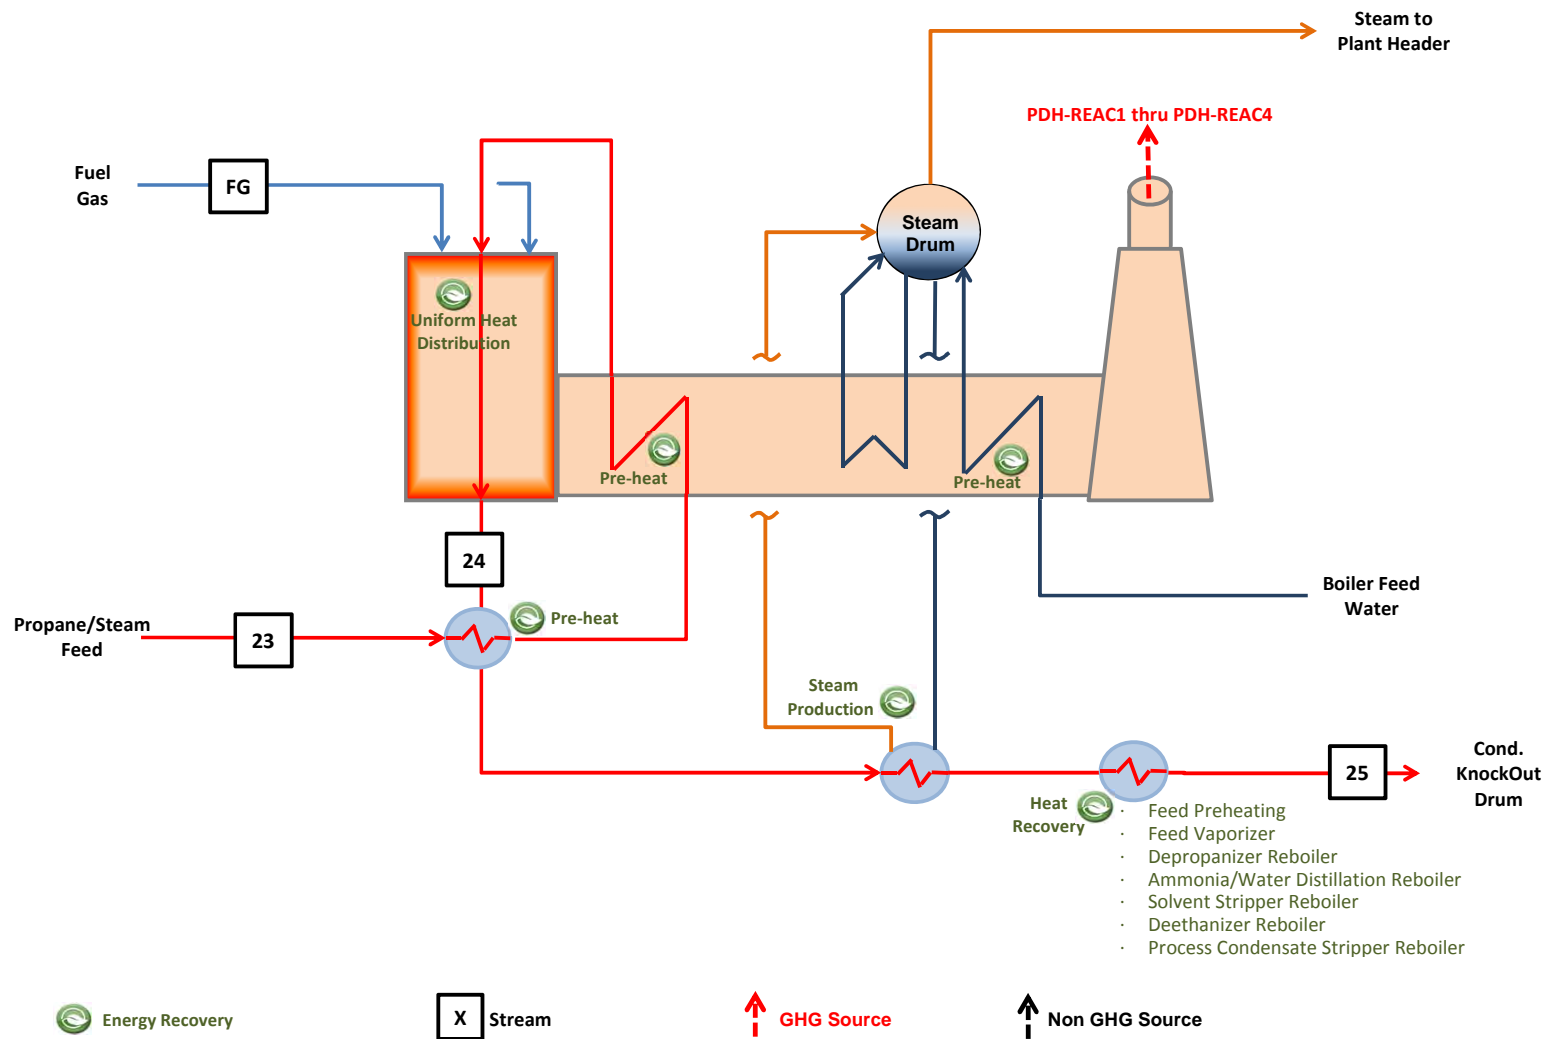 Steam to
Plant Header
PDH-REAC1 thru PDH-REAC4
Fuel
Gas
FG
Steam
Drum
Uniform Heat
Distribution
Pre-heat
Pre-heat
24
Boiler Feed
Water
Pre-heat
Propane/Steam
Feed
23
Steam
Production
Cond.
KnockOut
Drum
25
Heat
Recovery
· Feed Preheating
· Feed Vaporizer
· Depropanizer Reboiler
· Ammonia/Water Distillation Reboiler
· Solvent Stripper Reboiler
· Deethanizer Reboiler
· Process Condensate Stripper Reboiler
Energy Recovery
X
Stream
GHG Source
Non GHG Source